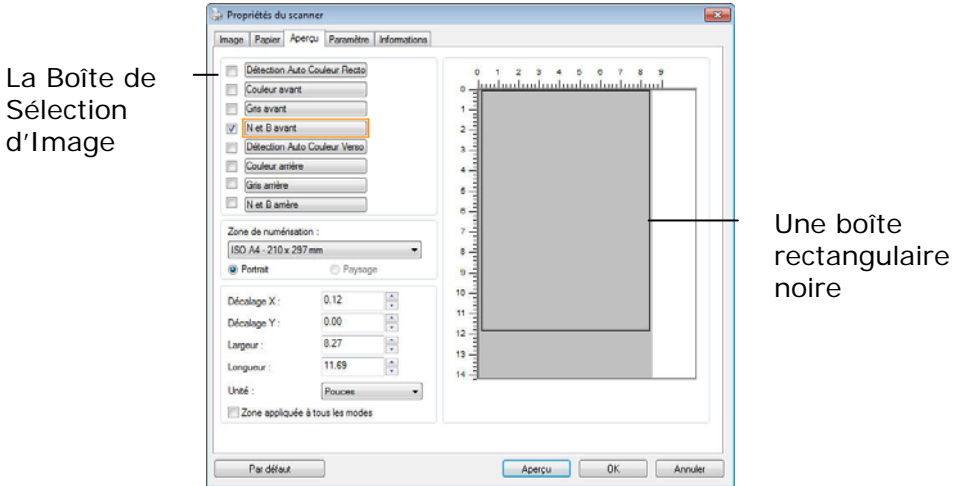 Propriétés du scanner
Image Papier Aperçu Paramètre Informations
La Boîte de
Sélection
d'Image
Détection Auto Couleur Recto
Couleur avant
Gris avant
N et B avant
Détection Auto Couleur Verso
Couleur arrière
Gris arrière
N et B arrière
Zone de numérisation :
ISO A4 - 210 x 297 mm
Portrait Paysage
Décalage X : 0.12
Décalage Y : 0.00
Largeur : 8.27
Longueur : 11.69
Unité : Pouces
Zone appliquée à tous les modes
0 1 2 3 4 5 6 7 8 9
0
1
2
3
4
5
6
7
8
9
10
11
12
13
14
Une boîte
rectangulaire
noire
Par défaut Aperçu OK Annuler